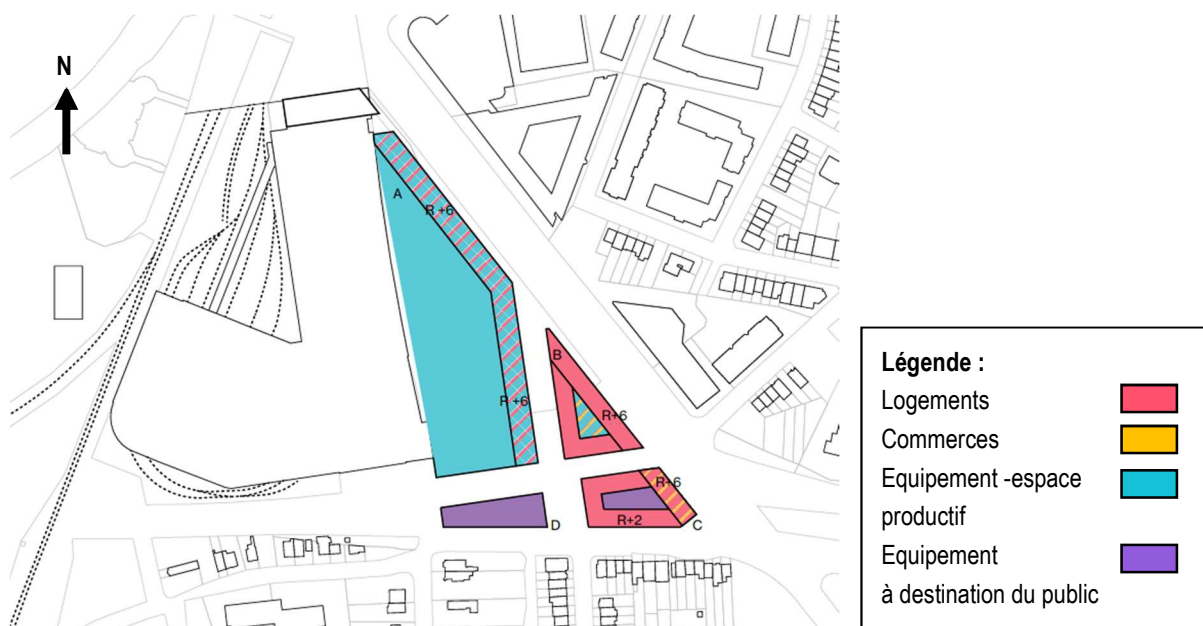 N
A
R +6
R +6
B
R+6
R+6
R+2
C
D
Légende :
Logements
Commerces
Equipement -espace
productif
Equipement
à destination du public